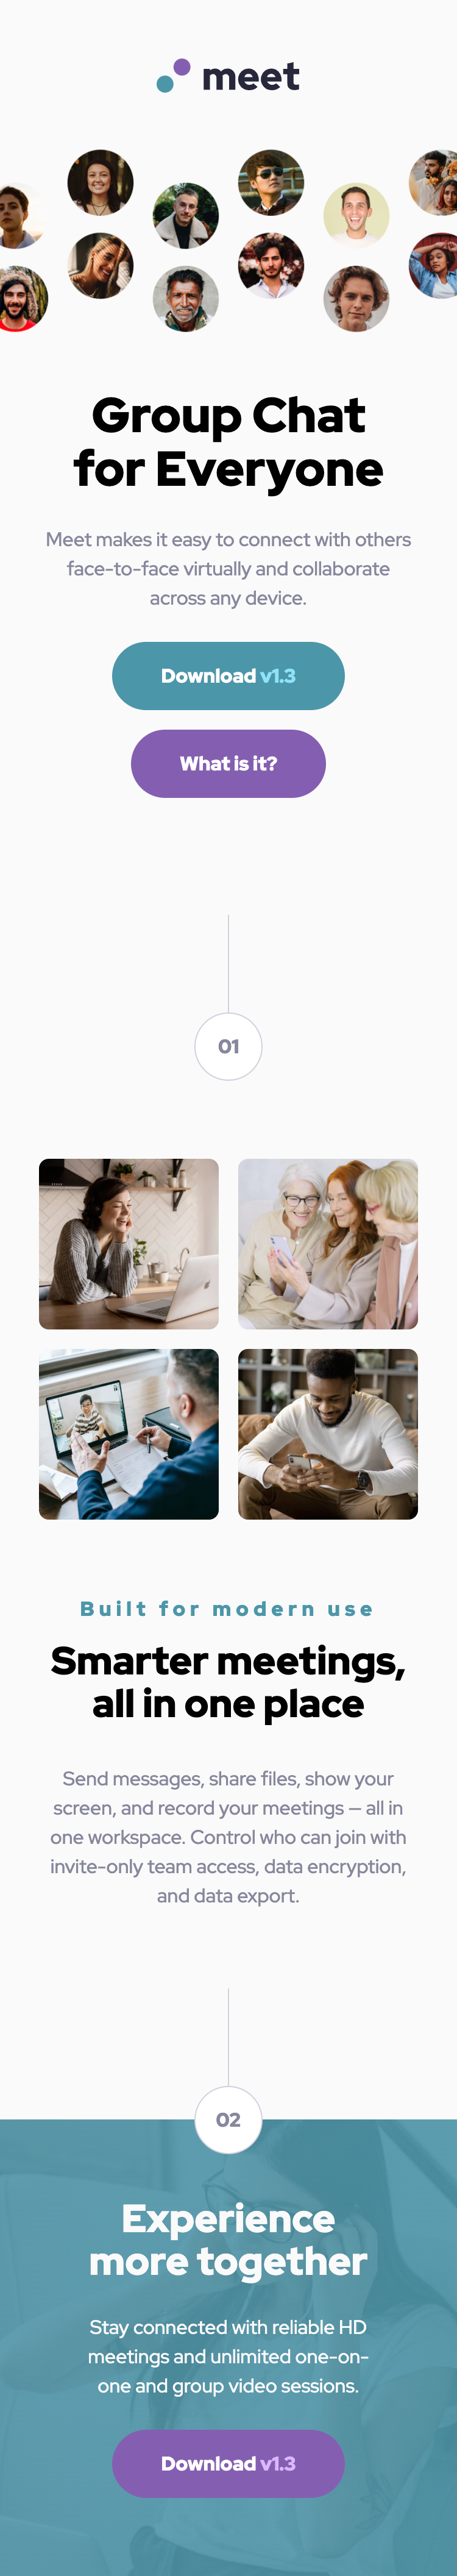 meet
Group Chat
for Everyone
Meet makes it easy to connect with others
face-to-face virtually and collaborate
across any device.
Download v1.3
What is it?
01
Built for modern use
Smarter meetings,
all in one place
Send messages, share files, show your
screen, and record your meetings — all in
one workspace. Control who can join with
invite-only team access, data encryption,
and data export.
02
Experience
more together
Stay connected with reliable HD
meetings and unlimited one-on-
one and group video sessions.
Download v1.3